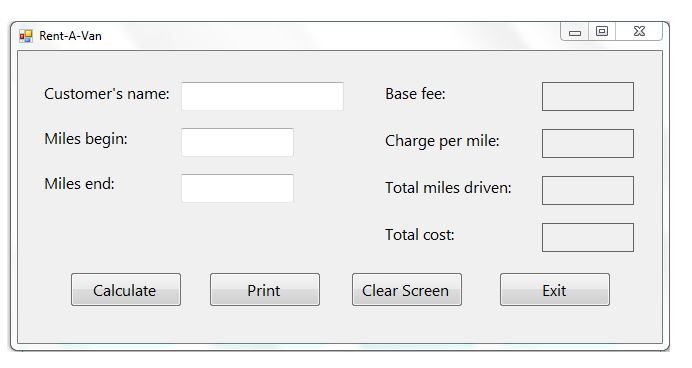 Rent-A-Van
Customer's name:
Miles begin:
Miles end:
Base fee:
Charge per mile:
Total miles driven:
Total cost:
Calculate
Print
Clear Screen
Exit